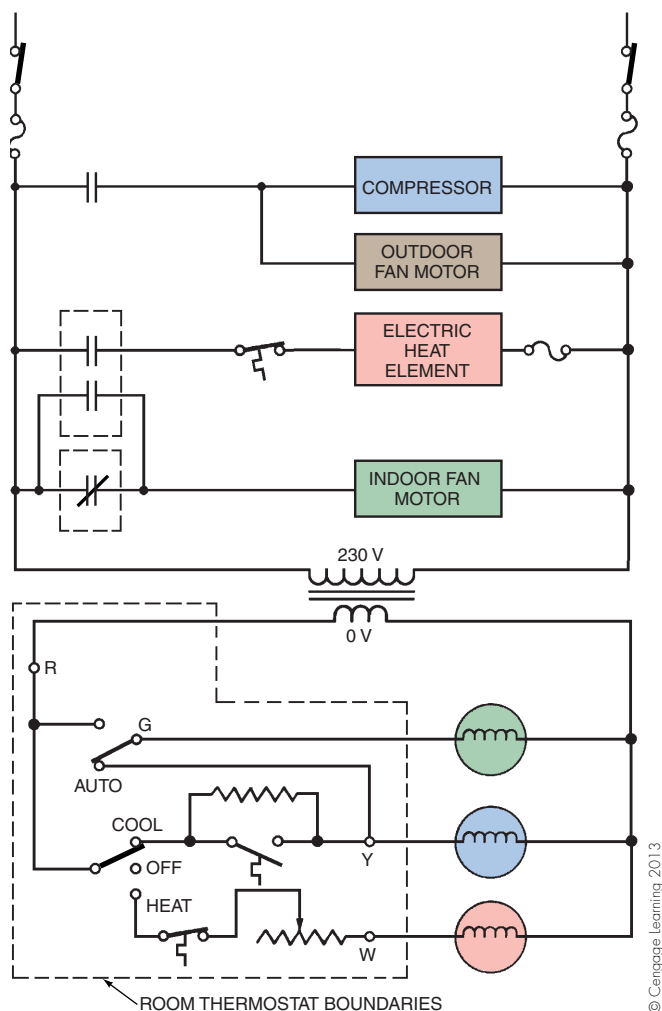 COMPRESSOR
OUTDOOR
FAN MOTOR
ELECTRIC
HEAT
ELEMENT
INDOOR FAN
MOTOR
230 V
0 V
R
G
AUTO
COOL
OFF
Y
HEAT
W
ROOM THERMOSTAT BOUNDARIES
© Cengage Learning 2013